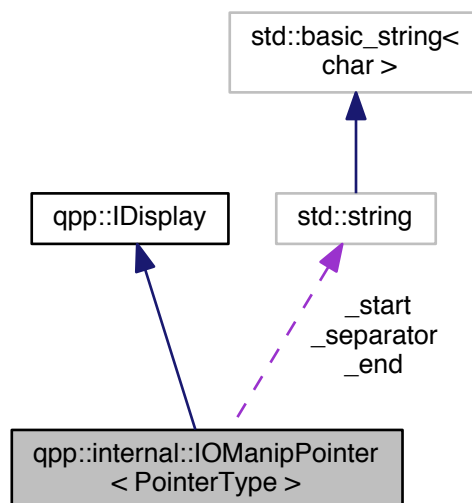 std::basic_string<
char >
qpp::IDisplay
std::string
_start
_separator
_end
qpp::internal::IOManipPointer
< PointerType >